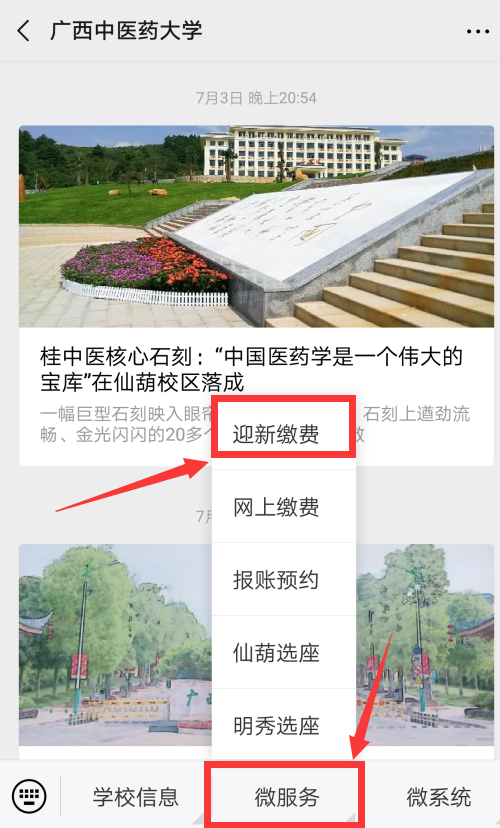 广西中医药大学
7月3日 晚上20:54
桂中医核心石刻：“中国医药学是一个伟大的
宝库”在仙葫校区落成
一幅巨型石刻映入眼帘 石刻上遒劲流
畅、金光闪闪的20多个
迎新缴费
7月
网上缴费
报账预约
仙葫选座
明秀选座
学校信息
微服务
微系统